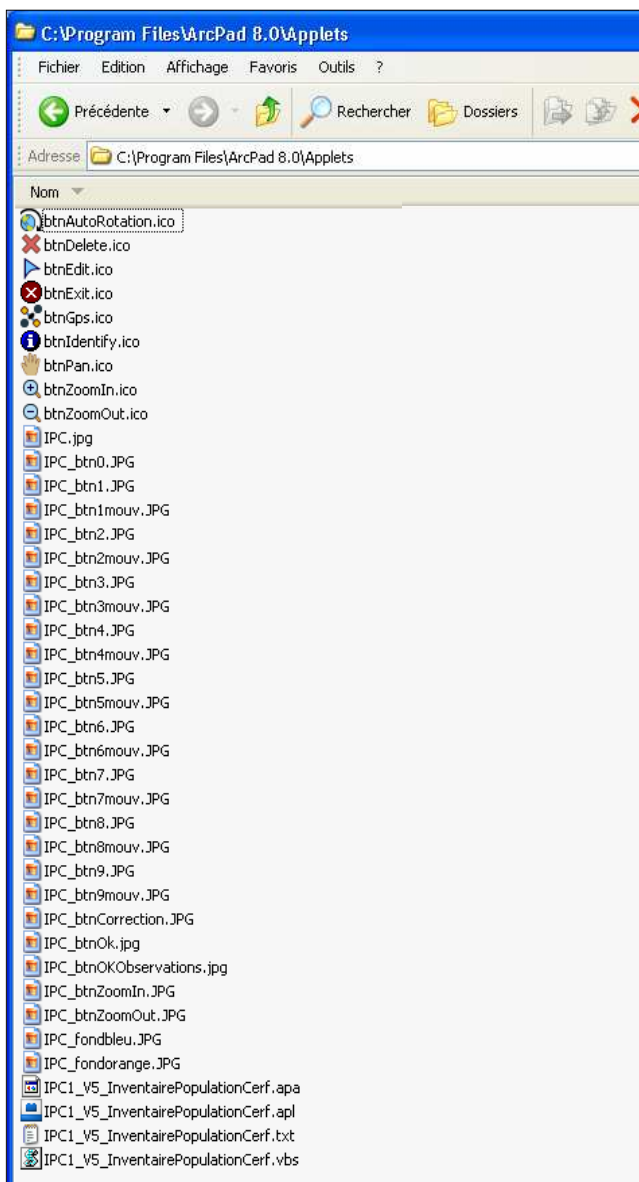 C:\Program Files\ArcPad 8.0\Applets
Fichier Edition Affichage Favoris Outils ?
Précédente Rechercher Dossiers
Adresse C:\Program Files\ArcPad 8.0\Applets
Nom
btnAutoRotation.ico
btnDelete.ico
btnEdit.ico
btnExit.ico
btnGps.ico
btnIdentify.ico
btnPan.ico
btnZoomIn.ico
btnZoomOut.ico
IPC.jpg
IPC_btn0.JPG
IPC_btn1.JPG
IPC_btn1mouv.JPG
IPC_btn2.JPG
IPC_btn2mouv.JPG
IPC_btn3.JPG
IPC_btn3mouv.JPG
IPC_btn4.JPG
IPC_btn4mouv.JPG
IPC_btn5.JPG
IPC_btn5mouv.JPG
IPC_btn6.JPG
IPC_btn6mouv.JPG
IPC_btn7.JPG
IPC_btn7mouv.JPG
IPC_btn8.JPG
IPC_btn8mouv.JPG
IPC_btn9.JPG
IPC_btn9mouv.JPG
IPC_btnCorrection.JPG
IPC_btnOk.jpg
IPC_btnOKObservations.jpg
IPC_btnZoomIn.JPG
IPC_btnZoomOut.JPG
IPC_fondbleu.JPG
IPC_fondorange.JPG
IPC1_V5_InventairePopulationCerf.apa
IPC1_V5_InventairePopulationCerf.apl
IPC1_V5_InventairePopulationCerf.txt
IPC1_V5_InventairePopulationCerf.vbs